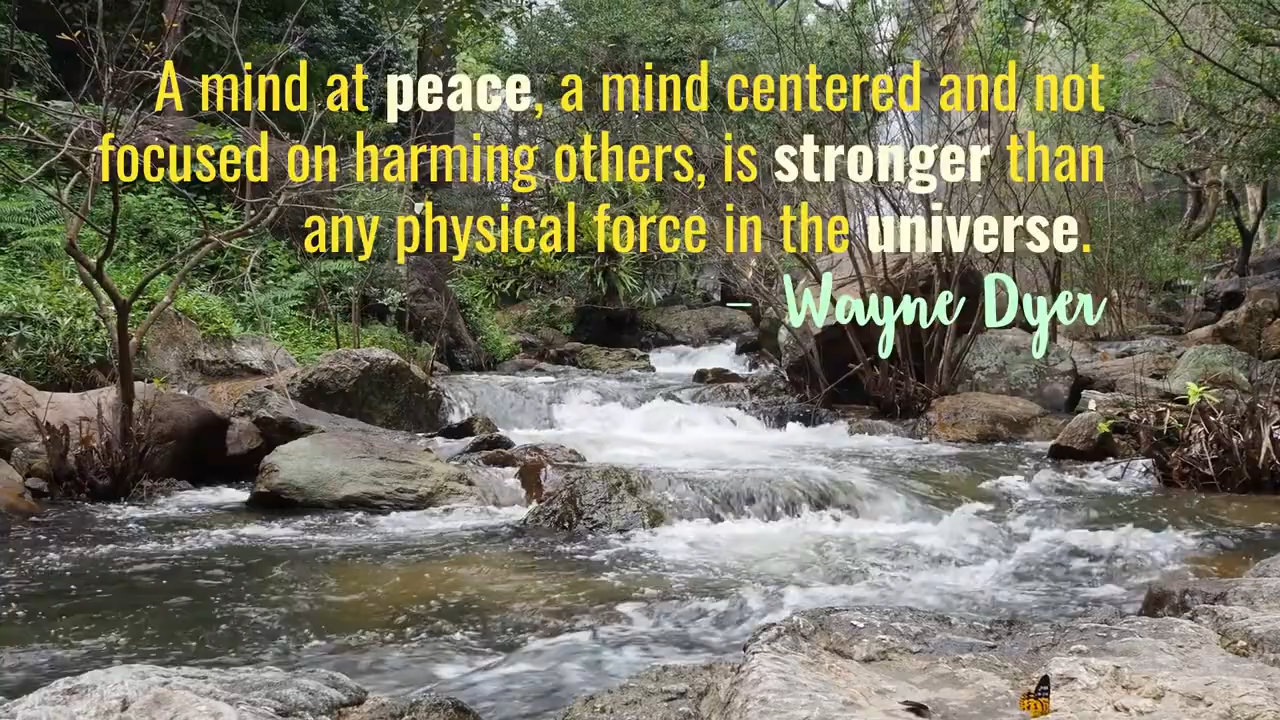 A mind at peace, a mind centered and not
focused on harming others, is stronger than
any physical force in the universe.
– Wayne Dyer